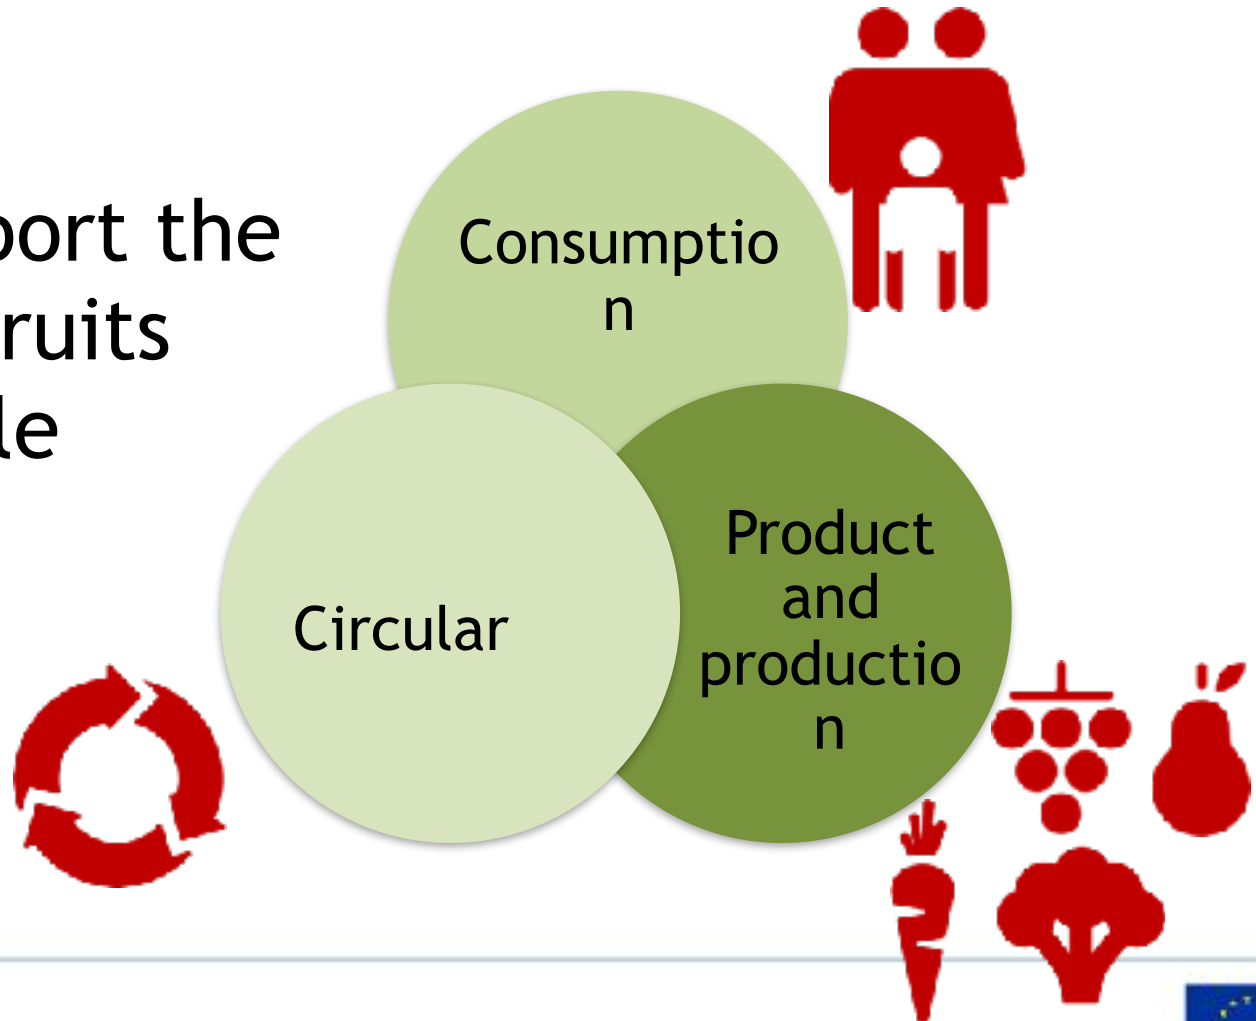 port the
ruits
le
Consumptio
n
Circular
Product
and
productio
n